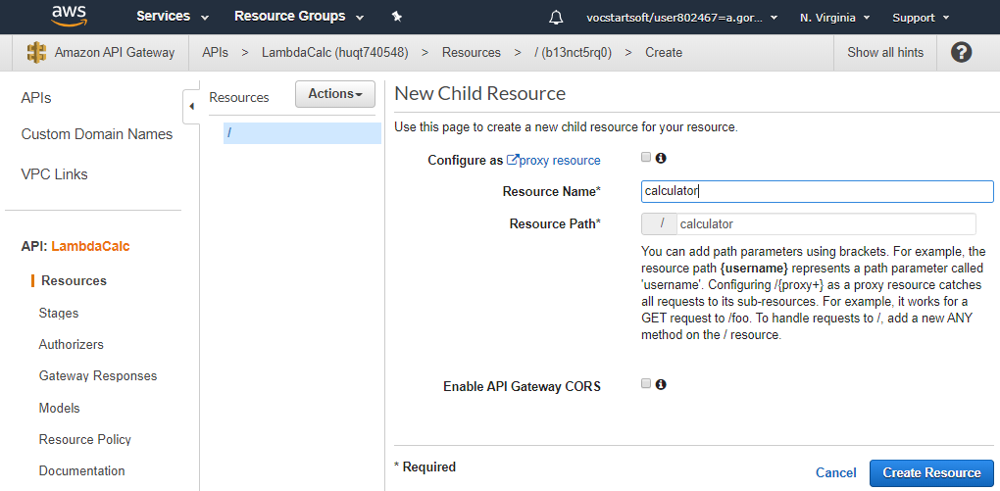 aws Services Resource Groups vocstartsoft/user802467=a.gor... N. Virginia Support
Amazon API Gateway APIs > LambdaCalc (huqt740548) > Resources > / (b13nct5rq0) > Create Show all hints ?
APIs
Custom Domain Names
VPC Links
API: LambdaCalc
Resources
Stages
Authorizers
Gateway Responses
Models
Resource Policy
Documentation
Resources Actions
/
New Child Resource
Use this page to create a new child resource for your resource.
Configure as proxy resource
Resource Name* calculator
Resource Path* / calculator
You can add path parameters using brackets. For example, the
resource path {username} represents a path parameter called
'username'. Configuring /{proxy+} as a proxy resource catches
all requests to its sub-resources. For example, it works for a
GET request to /foo. To handle requests to /, add a new ANY
method on the / resource.
Enable API Gateway CORS
* Required
Cancel Create Resource